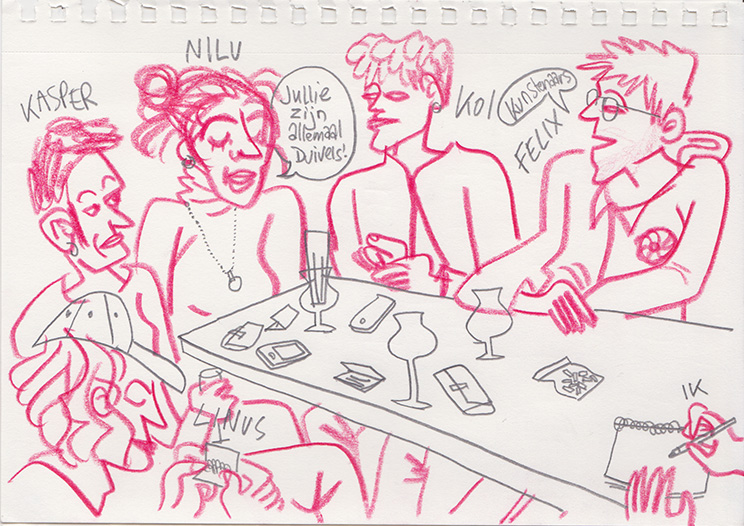 NILU
KASPER
Jullie
zijn
allemaal
Duivels!
KOI
Kunstenaars
FELIX
LINUS
IK